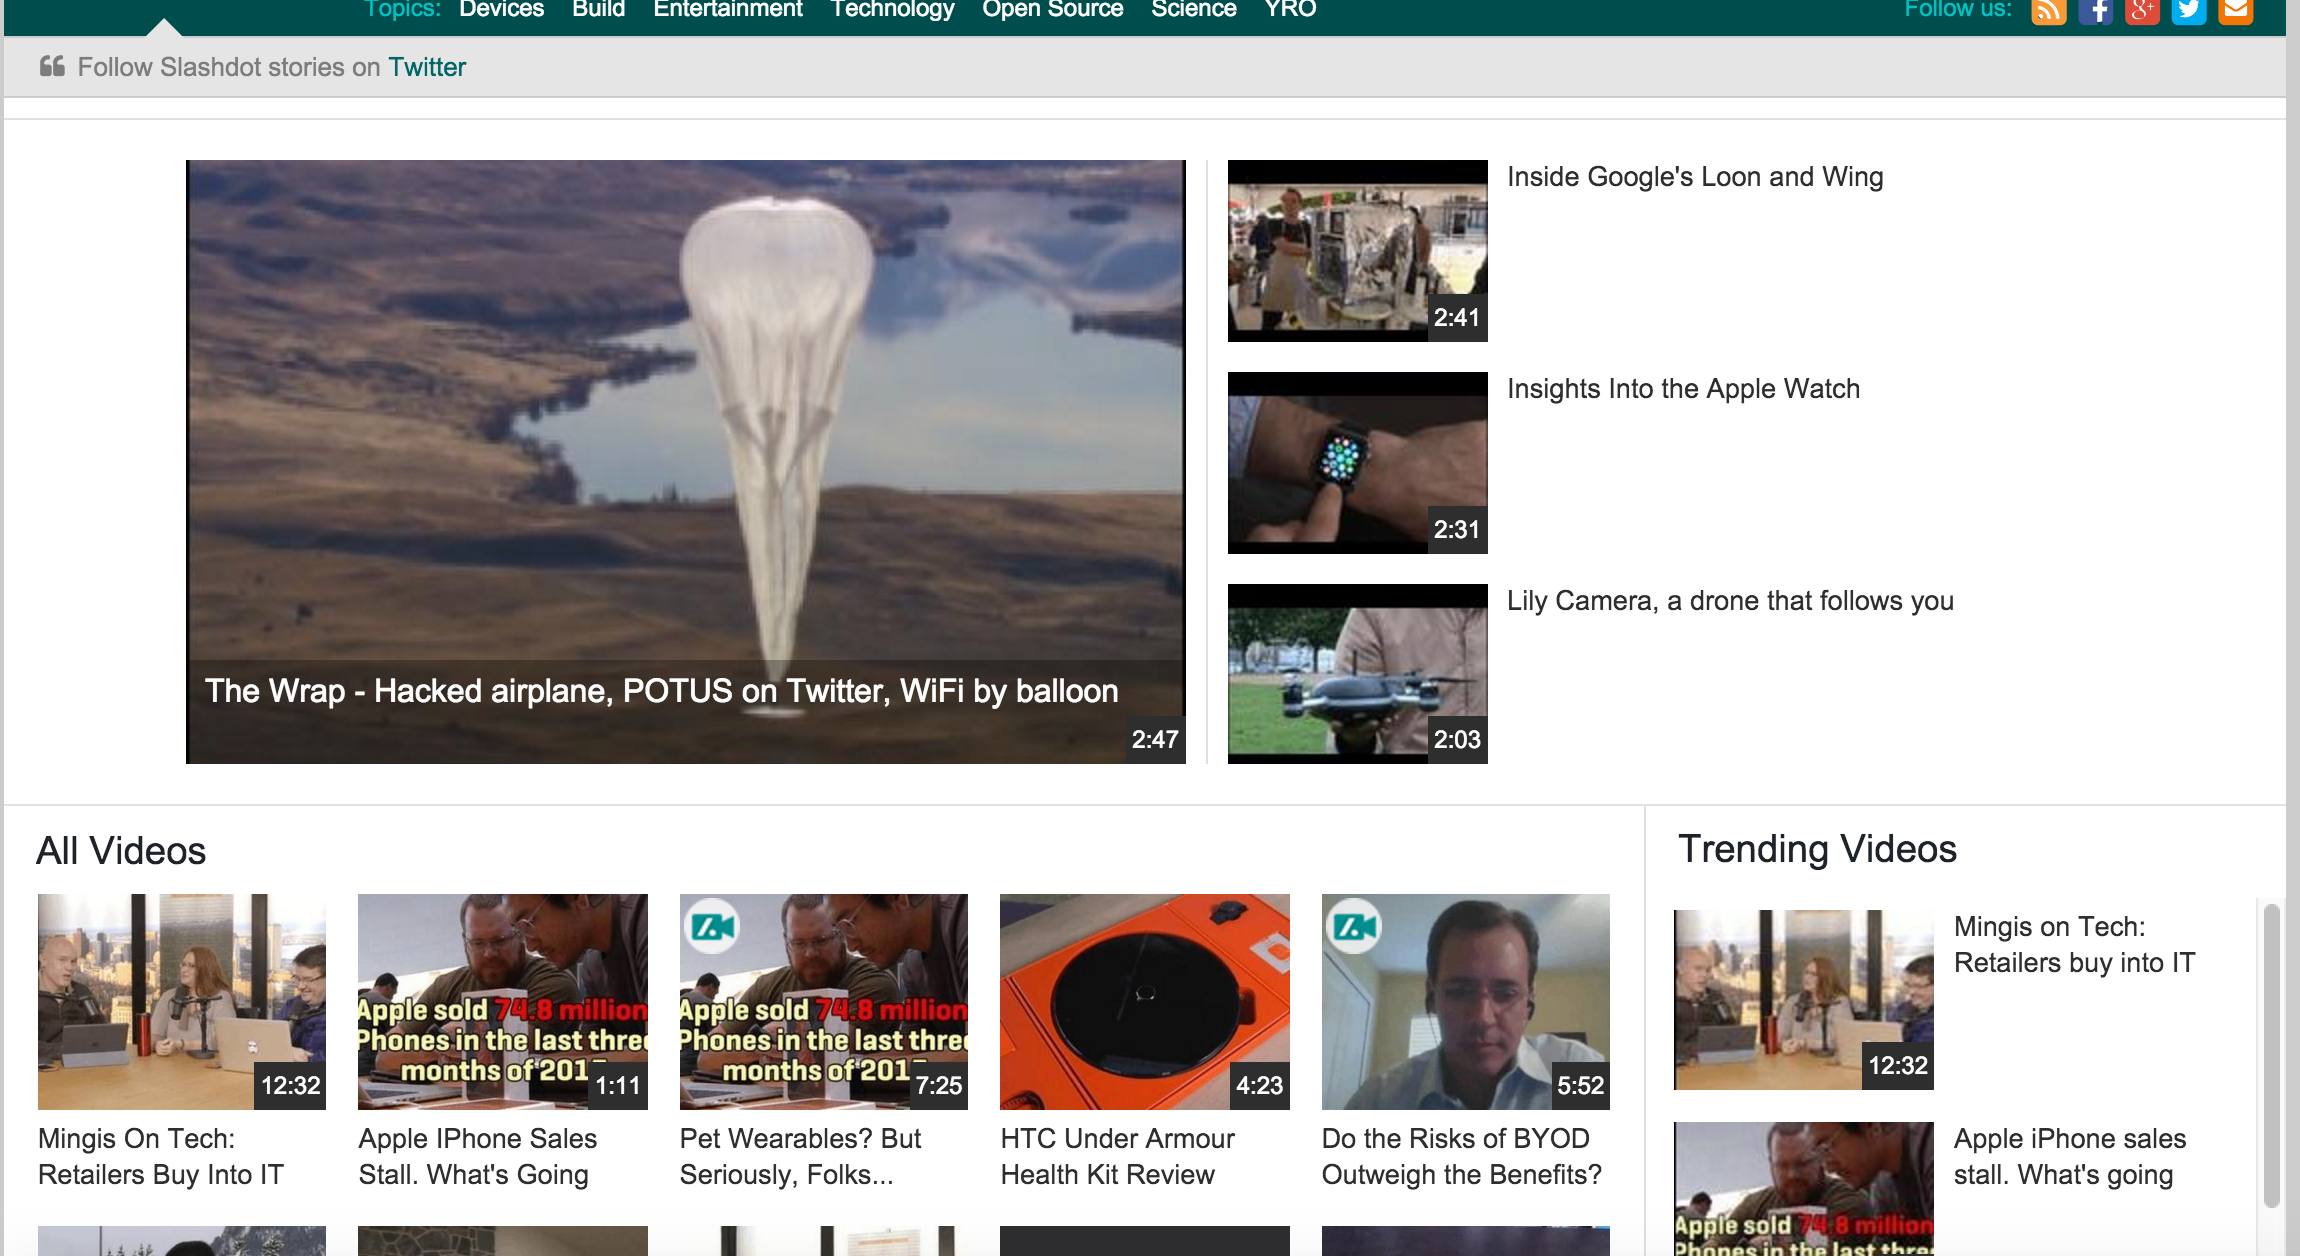 Topics: Devices Build Entertainment Technology Open Source Science YRO Follow us:
Follow Slashdot stories on Twitter
The Wrap - Hacked airplane, POTUS on Twitter, WiFi by balloon
2:47
Inside Google's Loon and Wing
2:41
Insights Into the Apple Watch
2:31
Lily Camera, a drone that follows you
2:03
All Videos
Apple sold 74.8 million
Phones in the last three
months of 201
Apple sold 74.8 million
Phones in the last three
months of 201
12:32
1:11
7:25
4:23
5:52
Mingis On Tech:
Retailers Buy Into IT
Apple IPhone Sales
Stall. What's Going
Pet Wearables? But
Seriously, Folks...
HTC Under Armour
Health Kit Review
Do the Risks of BYOD
Outweigh the Benefits?
Trending Videos
12:32
Mingis on Tech:
Retailers buy into IT
Apple sold 74.8 million
Phones in the last three
Apple iPhone sales
stall. What's going